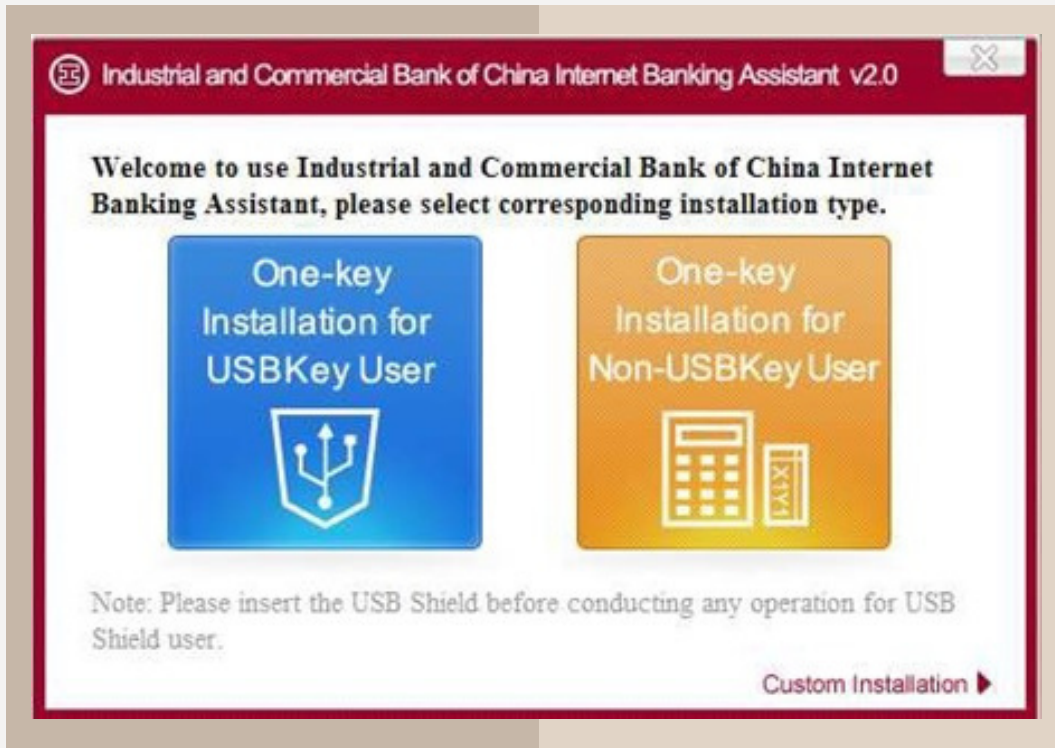 Industrial and Commercial Bank of China Internet Banking Assistant v2.0
Welcome to use Industrial and Commercial Bank of China Internet
Banking Assistant, please select corresponding installation type.
One-key
Installation for
USBKey User
One-key
Installation for
Non-USBKey User
X1Y1
Note: Please insert the USB Shield before conducting any operation for USB
Shield user.
Custom Installation